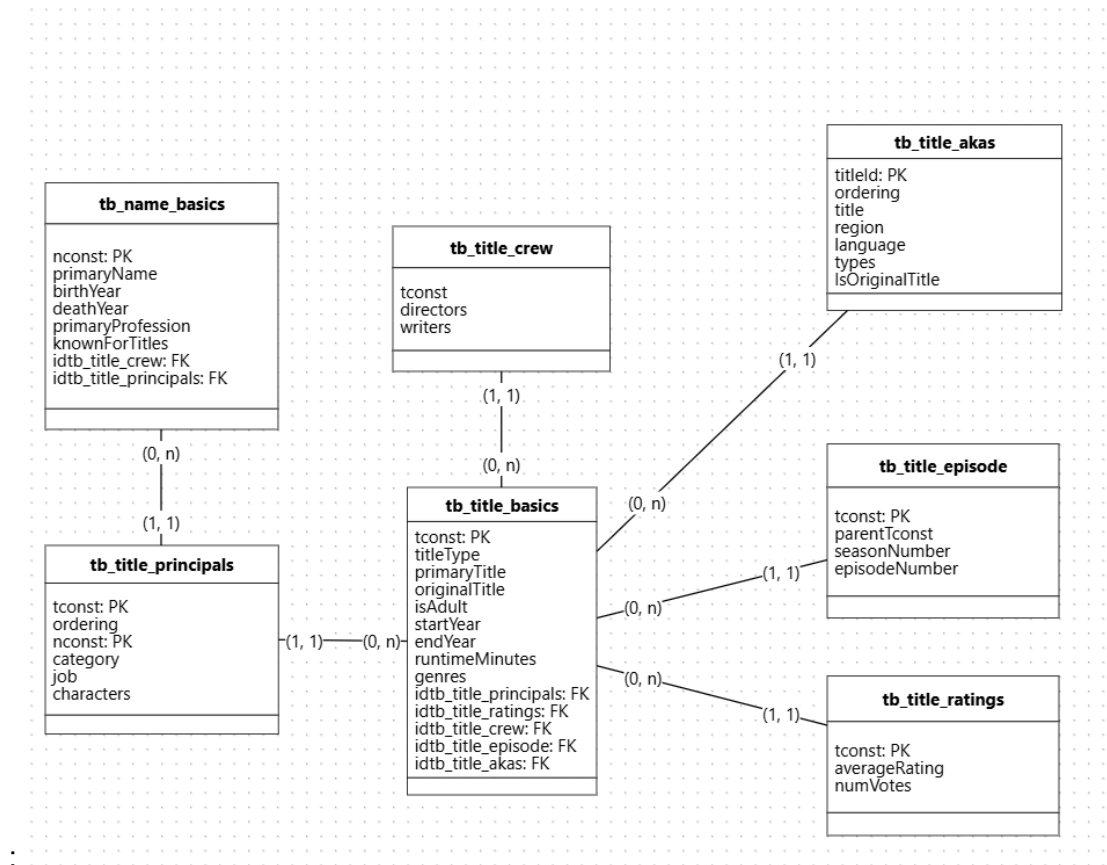 tb_name_basics
nconst: PK
primaryName
birthYear
deathYear
primaryProfession
knownForTitles
idtb_title_crew: FK
idtb_title_principals: FK
(0, n)
(1, 1)
tb_title_principals
tconst: PK
ordering
nconst: PK
category
job
characters
(1, 1)
(0, n)
tb_title_crew
tconst
directors
writers
(1, 1)
(0, n)
tb_title_basics
tconst: PK
titleType
primaryTitle
originalTitle
isAdult
startYear
endYear
runtimeMinutes
genres
idtb_title_principals: FK
idtb_title_ratings: FK
idtb_title_crew: FK
idtb_title_episode: FK
idtb_title_akas: FK
tb_title_akas
titleId: PK
ordering
title
region
language
types
IsOriginalTitle
(1, 1)
(0, n)
tb_title_episode
tconst: PK
parentTconst
seasonNumber
episodeNumber
(1, 1)
(0, n)
(0, n)
(1, 1)
tb_title_ratings
tconst: PK
averageRating
numVotes
: